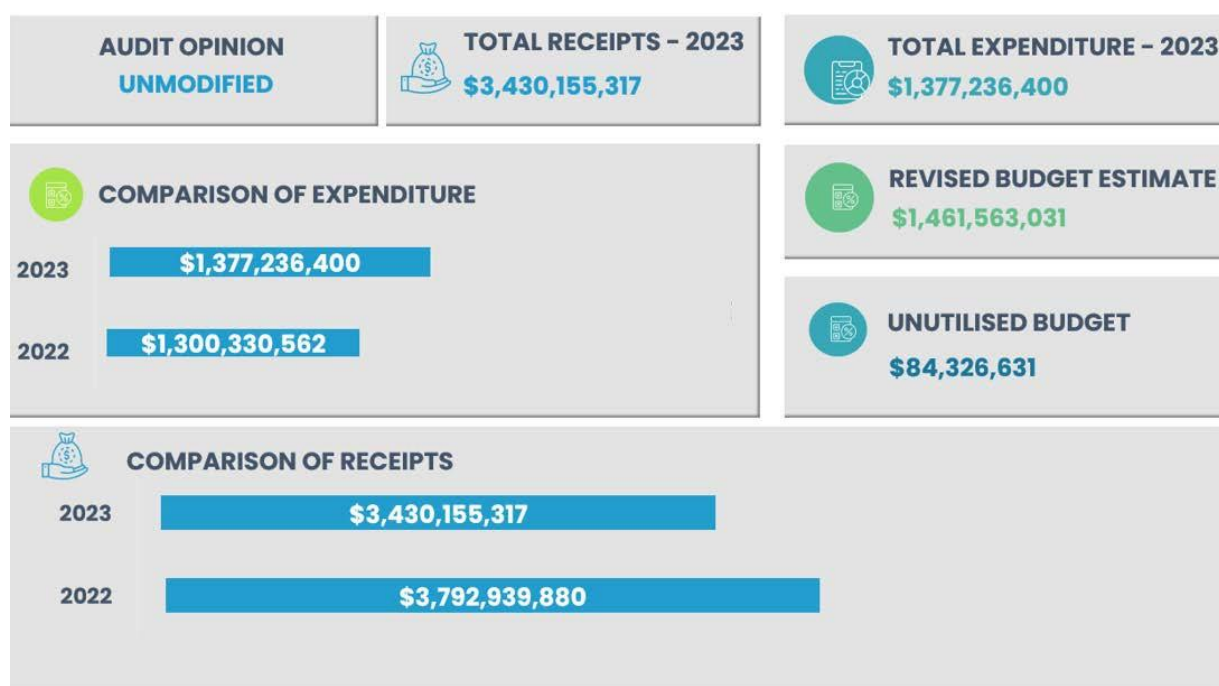 AUDIT OPINION
UNMODIFIED
TOTAL RECEIPTS – 2023
$3,430,155,317
TOTAL EXPENDITURE – 2023
$1,377,236,400
COMPARISON OF EXPENDITURE
2023
$1,377,236,400
2022
$1,300,330,562
REVISED BUDGET ESTIMATE
$1,461,563,031
UNUTILISED BUDGET
$84,326,631
COMPARISON OF RECEIPTS
2023
$3,430,155,317
2022
$3,792,939,880